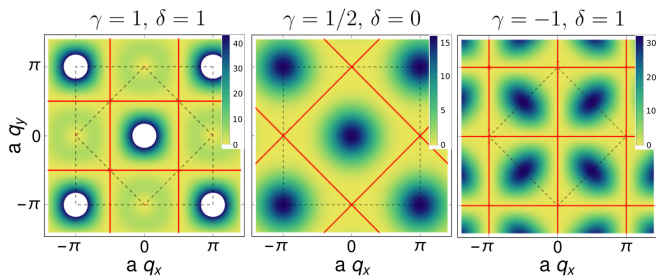 γ = 1, δ = 1
γ = 1/2, δ = 0
γ = −1, δ = 1
40
30
20
10
0
15
10
5
0
30
20
10
0
π
0
−π
a q_y
−π 0 π
−π 0 π
−π 0 π
a q_x
a q_x
a q_x